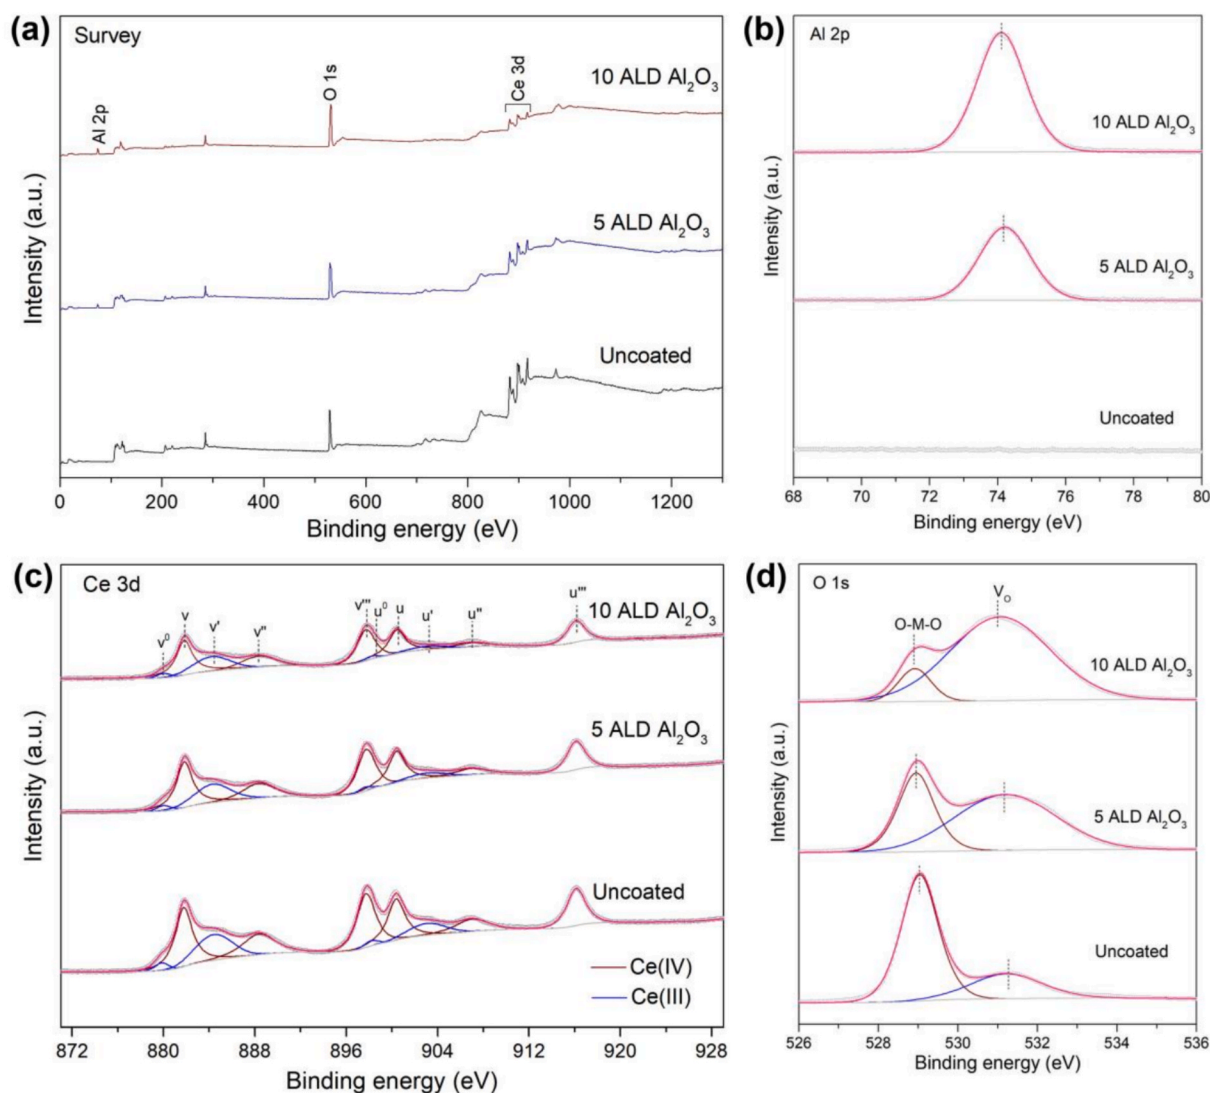 (a)
Survey
10 ALD Al₂O₃
Al 2p
O 1s
Ce 3d
5 ALD Al₂O₃
Uncoated
Intensity (a.u.)
0 200 400 600 800 1000 1200
Binding energy (eV)
(b)
Al 2p
10 ALD Al₂O₃
5 ALD Al₂O₃
Uncoated
Intensity (a.u.)
68 70 72 74 76 78 80
Binding energy (eV)
(c)
Ce 3d
v⁰ v v' v'' v''' u⁰ u u' u'' u'''
10 ALD Al₂O₃
5 ALD Al₂O₃
Uncoated
Ce(IV)
Ce(III)
Intensity (a.u.)
872 880 888 896 904 912 920 928
Binding energy (eV)
(d)
O 1s
V₀
O-M-O
10 ALD Al₂O₃
5 ALD Al₂O₃
Uncoated
Intensity (a.u.)
526 528 530 532 534 536
Binding energy (eV)